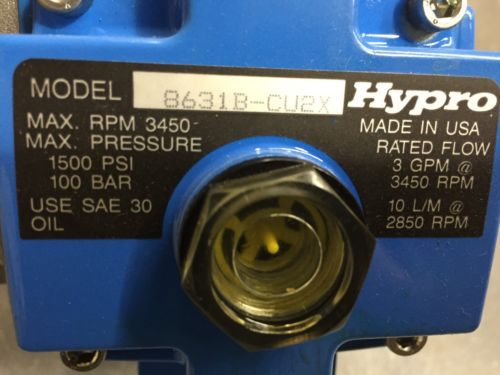 MODEL 8631B-CU2X Hypro
MAX. RPM 3450
MAX. PRESSURE
1500 PSI
100 BAR
USE SAE 30
OIL
MADE IN USA
RATED FLOW
3 GPM @
3450 RPM
10 L/M @
2850 RPM